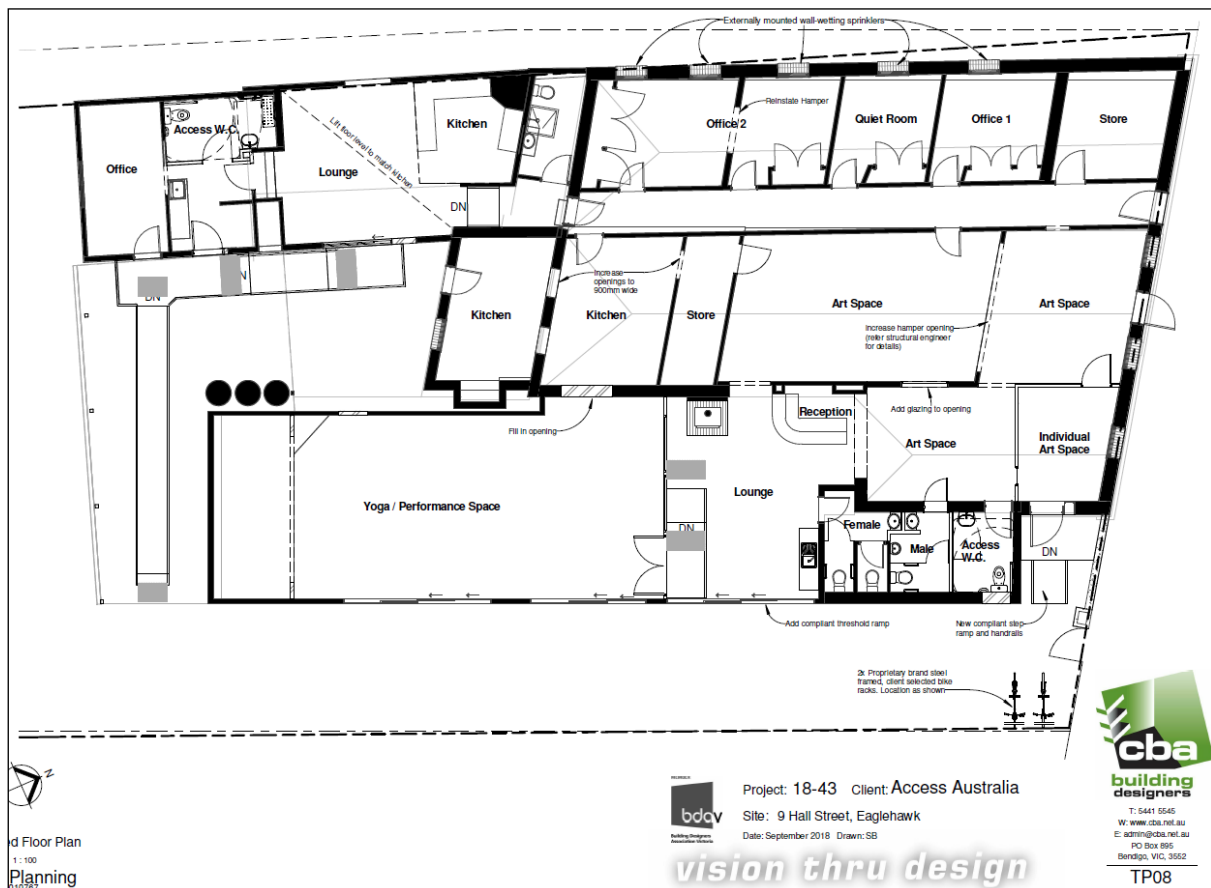 Externally mounted wall-wetting sprinklers
Access W.C.
Kitchen
Lift floor level to match kitchen
Reinstate Hamper
Office 2
Quiet Room
Office 1
Store
Office
Lounge
DN
Increase
openings to
900mm wide
Kitchen
Kitchen
Store
Art Space
Art Space
Increase hamper opening
(refer structural engineer
for details)
DN
Fill in opening
Reception
Add glazing to opening
Art Space
Individual
Art Space
Yoga / Performance Space
Lounge
DN
Female
Male
Access
W.C.
DN
Add compliant threshold ramp
New compliant step
ramp and handrails
2x Proprietary brand steel
framed, client selected bike
racks. Location as shown
N
ed Floor Plan
1 : 100
Planning
MEMBER
bdav
Building Designers
Association Victoria
Project: 18-43 Client: Access Australia
Site: 9 Hall Street, Eaglehawk
Date: September 2018 Drawn: SB
vision thru design
cba
building
designers
T: 5441 5545
W: www.cba.net.au
E: admin@cba.net.au
PO Box 895
Bendigo, VIC, 3552
TP08